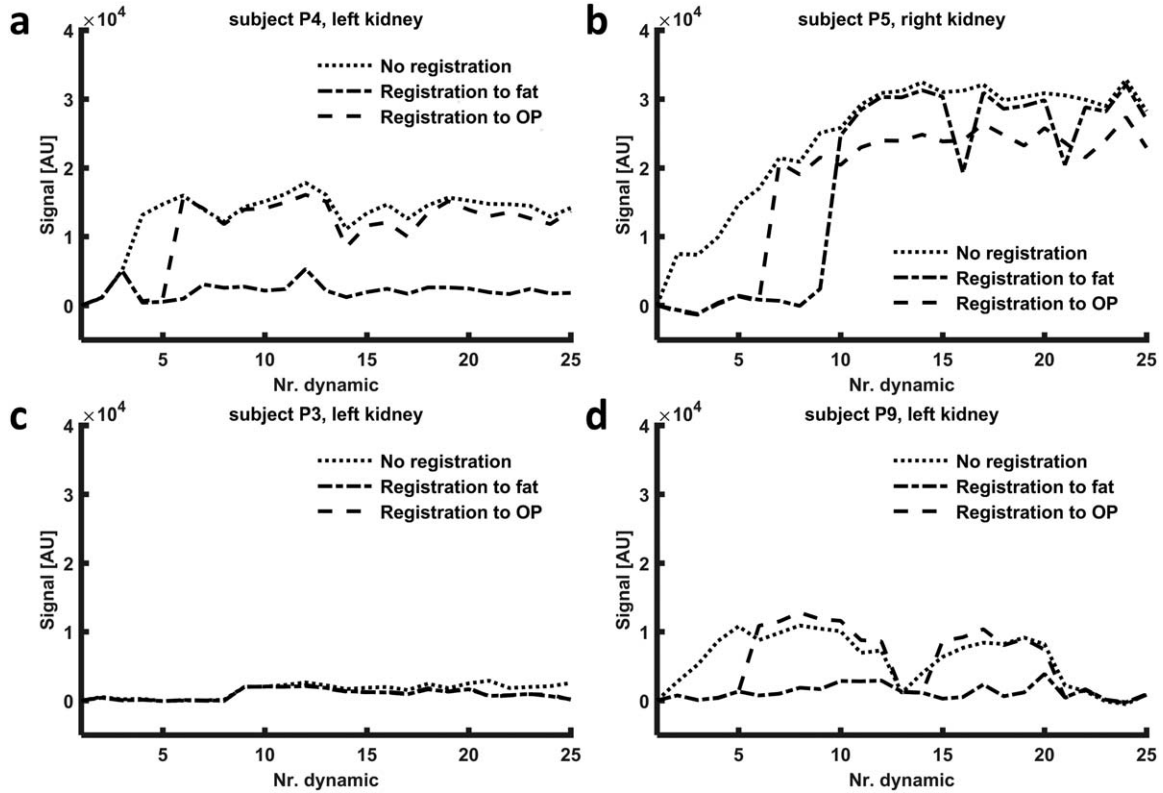 a
subject P4, left kidney
×10⁴
4
3
2
1
0
Signal [AU]
No registration
Registration to fat
Registration to OP
5
10
15
20
25
Nr. dynamic
b
subject P5, right kidney
×10⁴
4
3
2
1
0
Signal [AU]
No registration
Registration to fat
Registration to OP
5
10
15
20
25
Nr. dynamic
c
subject P3, left kidney
×10⁴
4
3
2
1
0
Signal [AU]
No registration
Registration to fat
Registration to OP
5
10
15
20
25
Nr. dynamic
d
subject P9, left kidney
×10⁴
4
3
2
1
0
Signal [AU]
No registration
Registration to fat
Registration to OP
5
10
15
20
25
Nr. dynamic